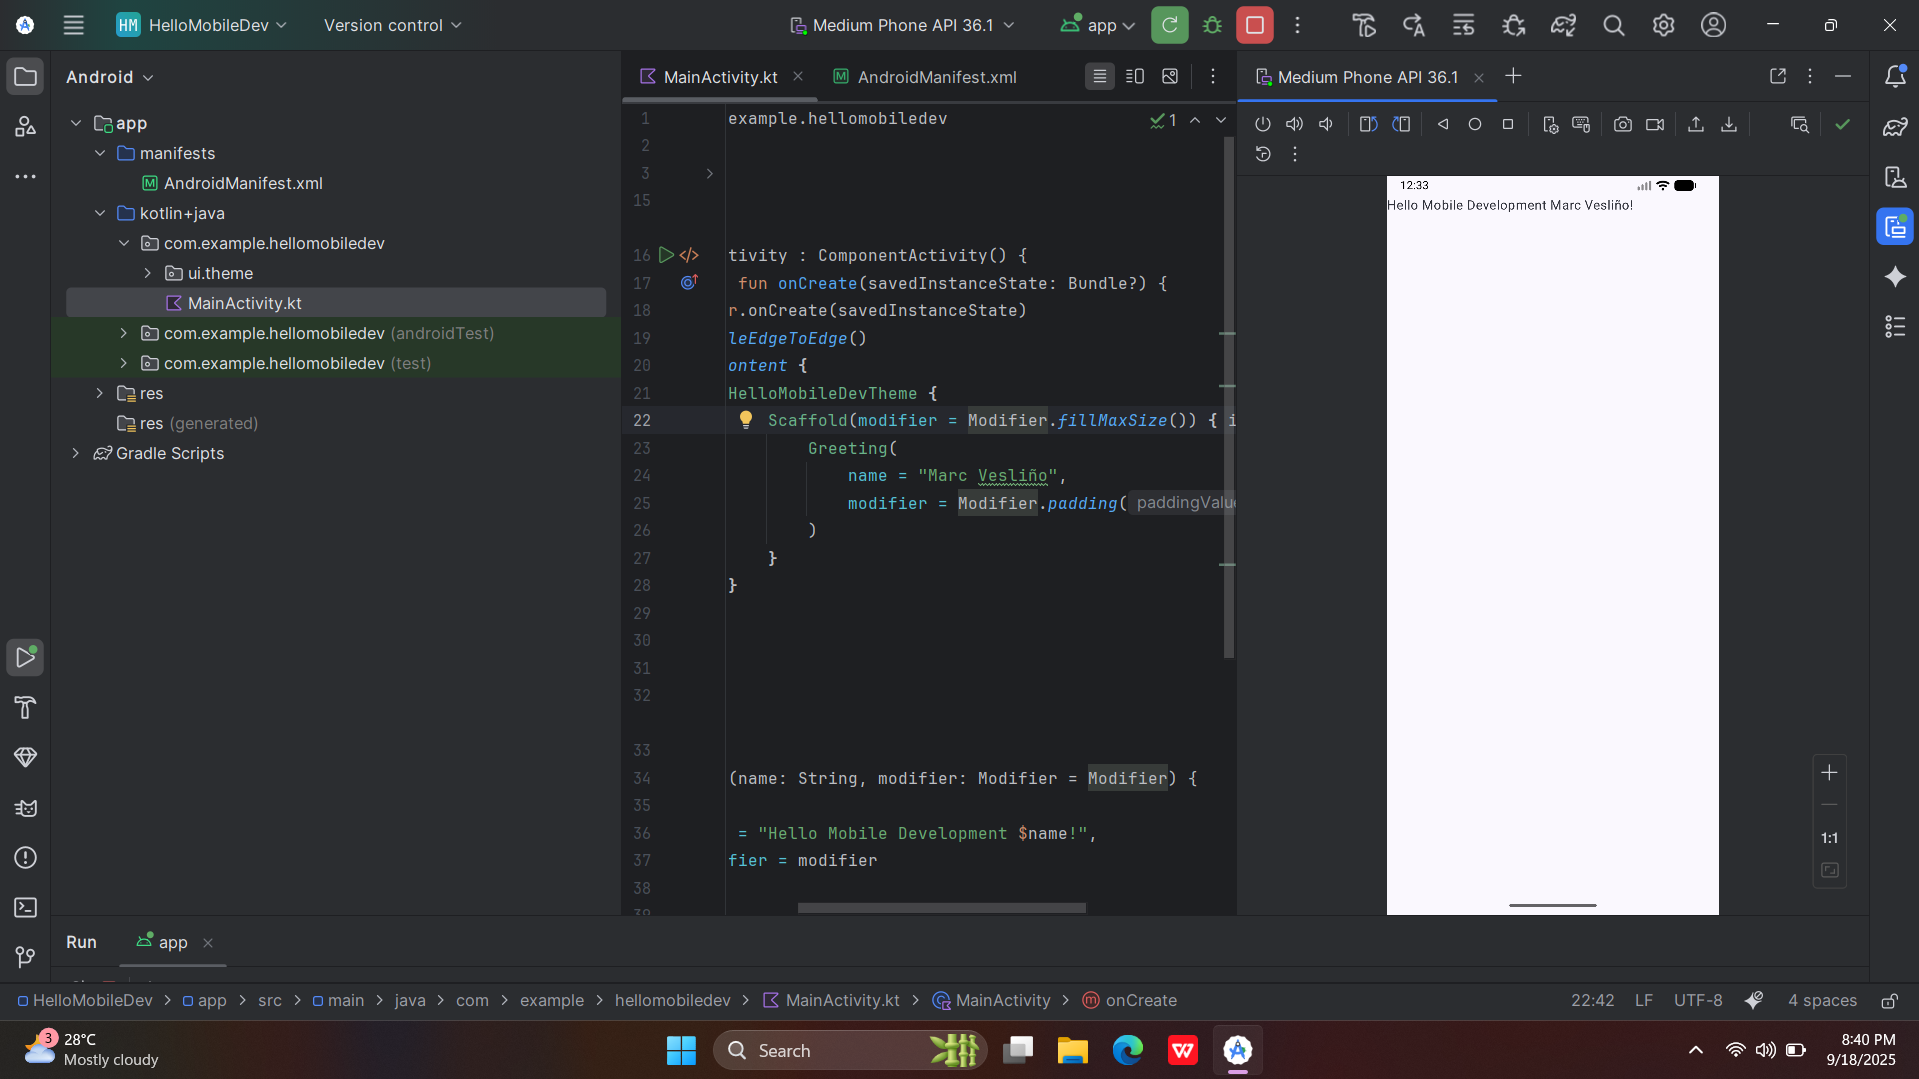 HM HelloMobileDev Version control Medium Phone API 36.1 app
Android
app
manifests
AndroidManifest.xml
kotlin+java
com.example.hellomobiledev
ui.theme
MainActivity.kt
com.example.hellomobiledev (androidTest)
com.example.hellomobiledev (test)
res
res (generated)
Gradle Scripts
MainActivity.kt AndroidManifest.xml
1 example.hellomobiledev 1
2
3
15
16 tivity : ComponentActivity() {
17 fun onCreate(savedInstanceState: Bundle?) {
18 r.onCreate(savedInstanceState)
19 leEdgeToEdge()
20 ontent {
21 HelloMobileDevTheme {
22 Scaffold(modifier = Modifier.fillMaxSize()) { i
23 Greeting(
24 name = "Marc Vesliño",
25 modifier = Modifier.padding( paddingValue
26 )
27 }
28 }
29
30
31
32
33
34 (name: String, modifier: Modifier = Modifier) {
35
36 = "Hello Mobile Development $name!",
37 fier = modifier
38
39
Medium Phone API 36.1
12:33
Hello Mobile Development Marc Vesliño!
1:1
Run app
HelloMobileDev app src main java com example hellomobiledev MainActivity.kt MainActivity onCreate 22:42 LF UTF-8 4 spaces
3 28°C
Mostly cloudy
Search
8:40 PM
9/18/2025